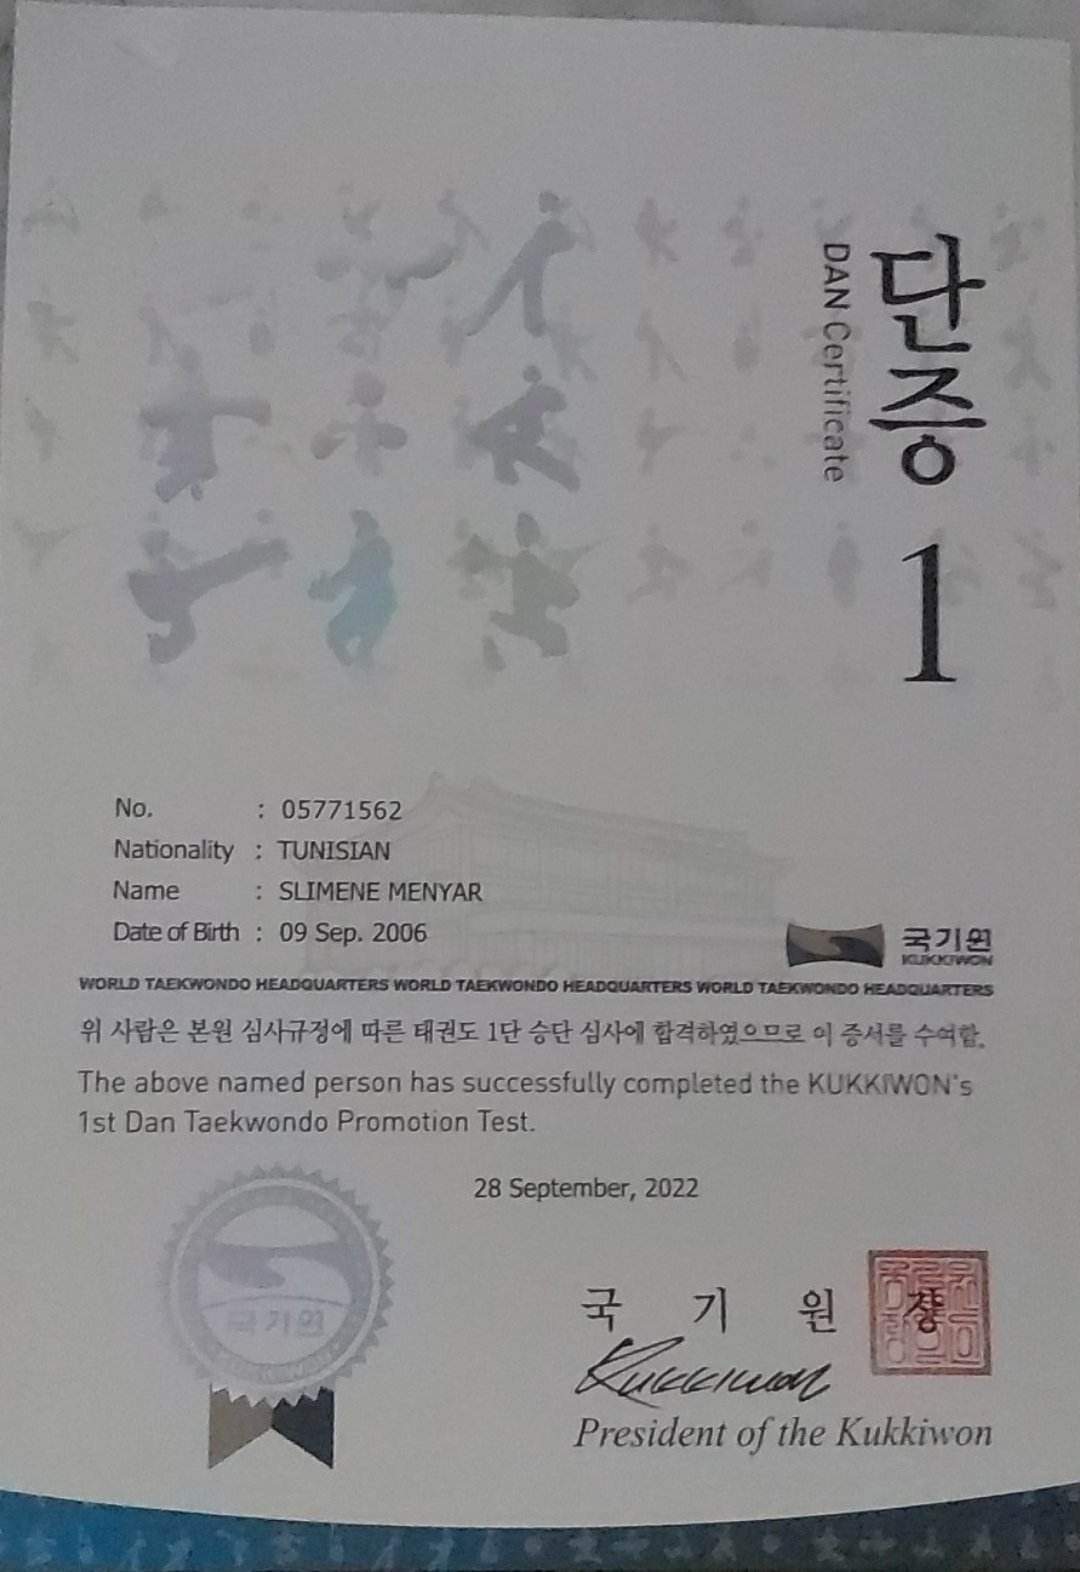 단증
DAN Certificate
1
No. : 05771562
Nationality : TUNISIAN
Name : SLIMENE MENYAR
Date of Birth : 09 Sep. 2006
국기원
KUKKIWON
WORLD TAEKWONDO HEADQUARTERS WORLD TAEKWONDO HEADQUARTERS WORLD TAEKWONDO HEADQUARTERS
위 사람은 본원 심사규정에 따른 태권도 1단 승단 심사에 합격하였으므로 이 증서를 수여함.
The above named person has successfully completed the KUKKIWON's
1st Dan Taekwondo Promotion Test.
28 September, 2022
국기원
국 기 원 장
Kukkiwon
President of the Kukkiwon